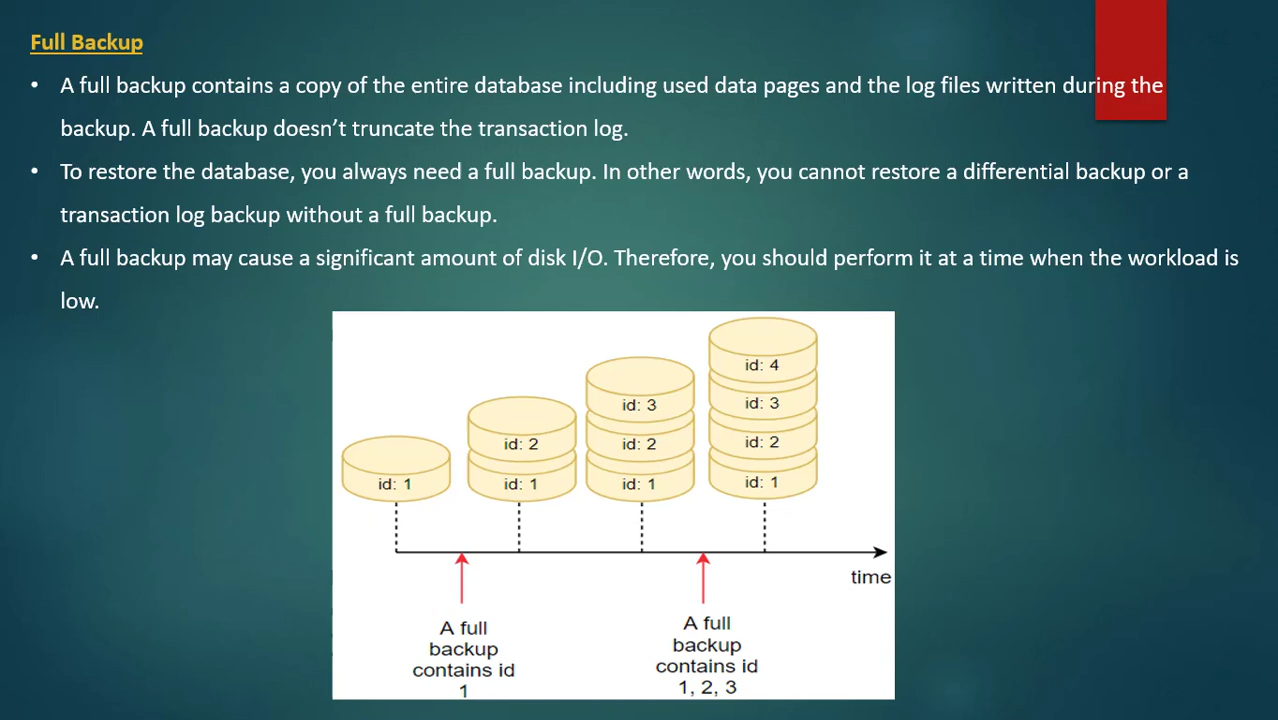 Full Backup
• A full backup contains a copy of the entire database including used data pages and the log files written during the
backup. A full backup doesn’t truncate the transaction log.
• To restore the database, you always need a full backup. In other words, you cannot restore a differential backup or a
transaction log backup without a full backup.
• A full backup may cause a significant amount of disk I/O. Therefore, you should perform it at a time when the workload is
low.
id: 1
id: 2
id: 1
id: 3
id: 2
id: 1
id: 4
id: 3
id: 2
id: 1
time
A full
backup
contains id
1
A full
backup
contains id
1, 2, 3